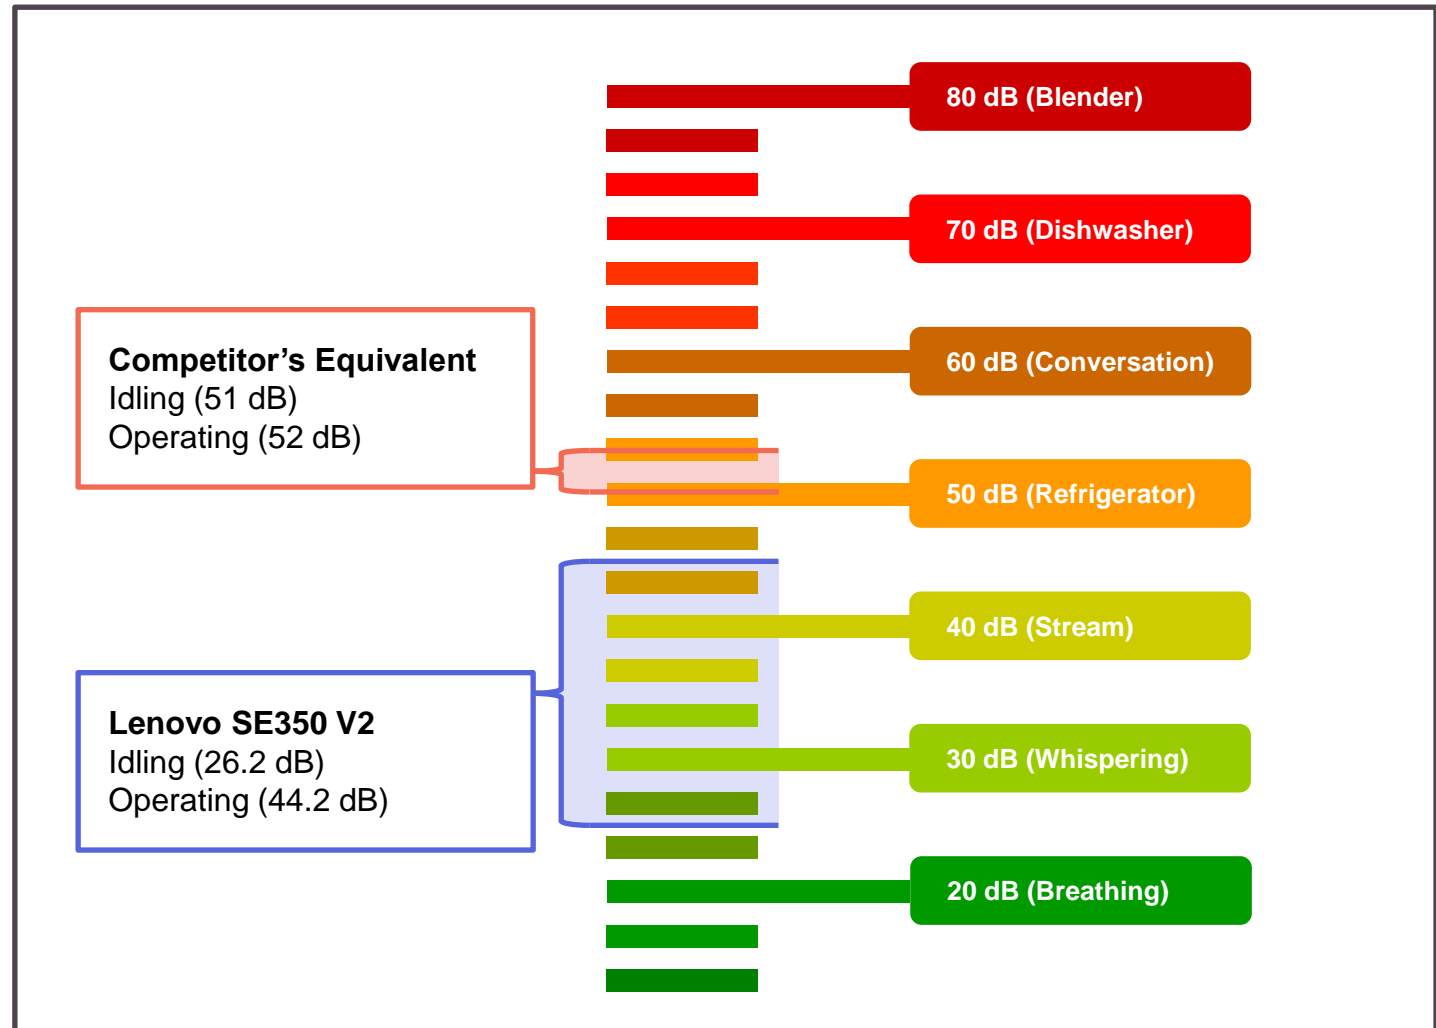 80 dB (Blender)
70 dB (Dishwasher)
60 dB (Conversation)
Competitor’s Equivalent
Idling (51 dB)
Operating (52 dB)
50 dB (Refrigerator)
40 dB (Stream)
Lenovo SE350 V2
Idling (26.2 dB)
Operating (44.2 dB)
30 dB (Whispering)
20 dB (Breathing)